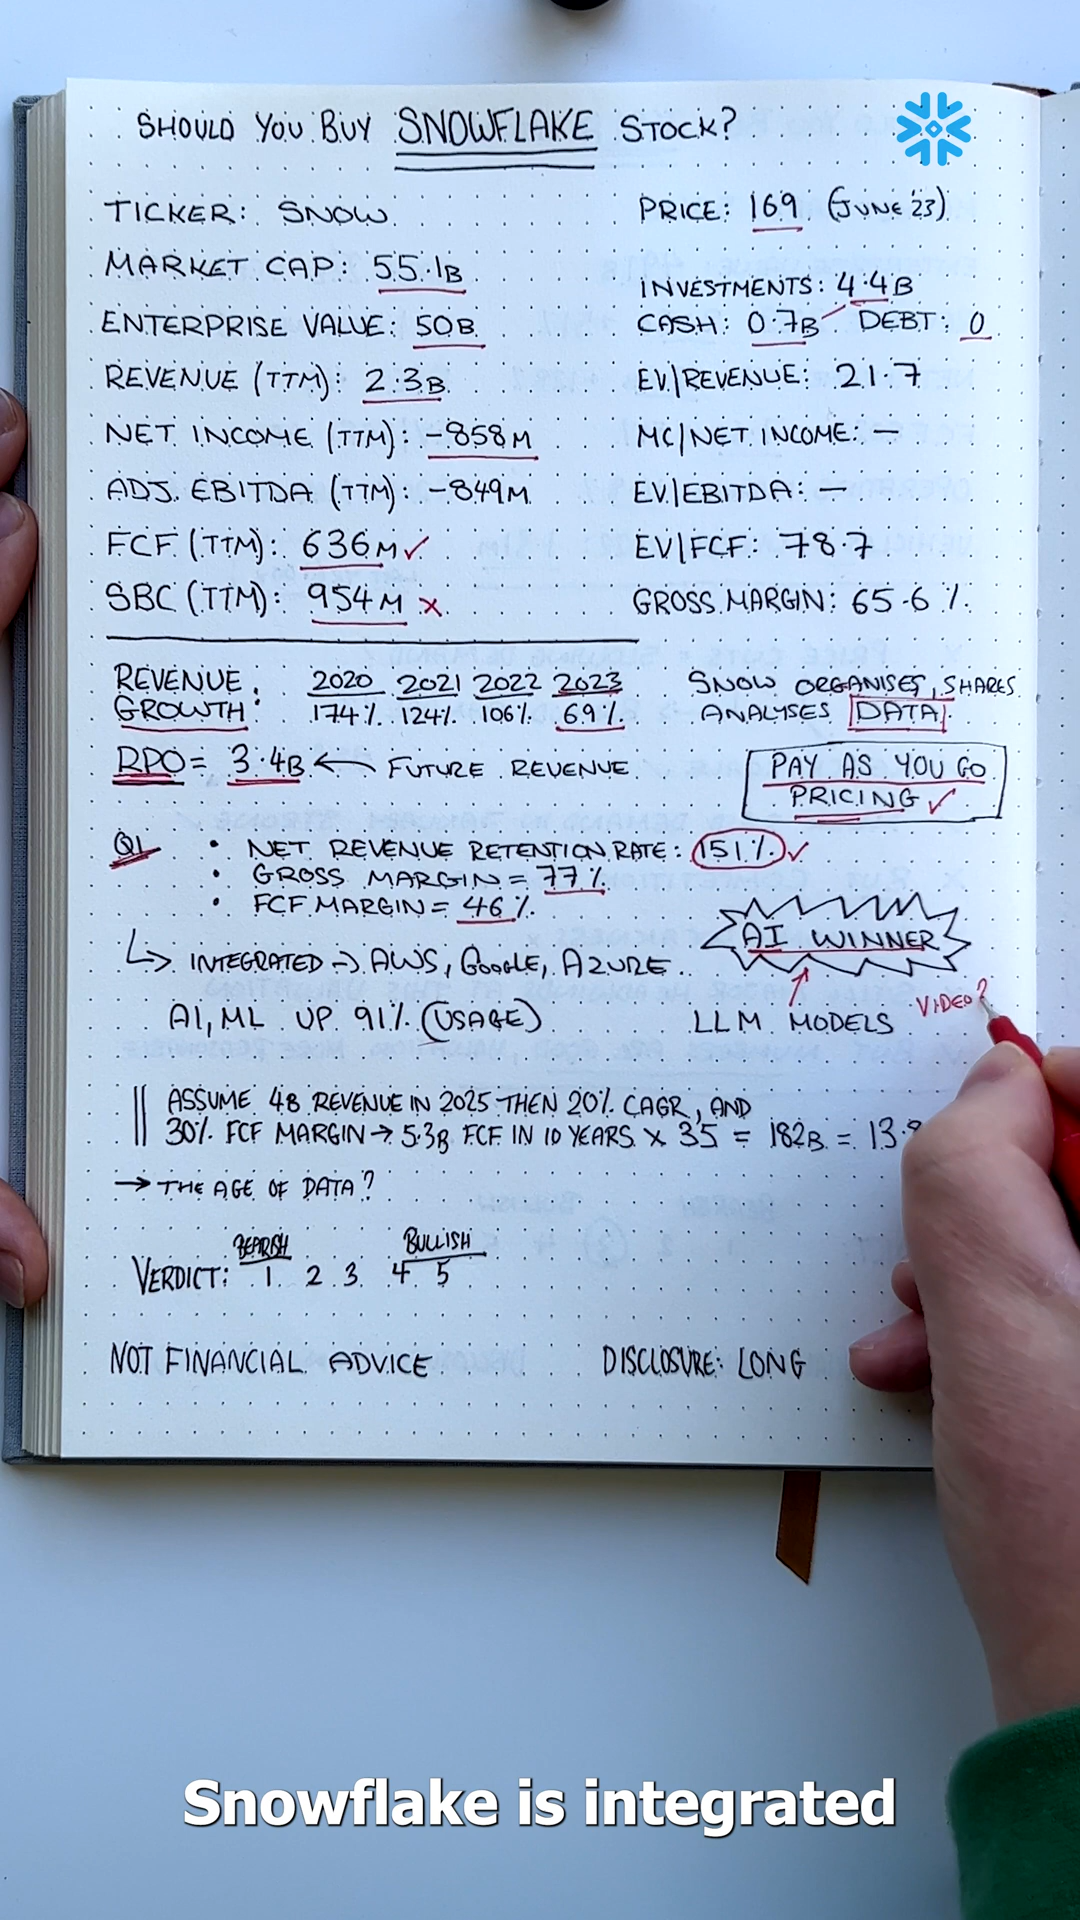 SHOULD YOU BUY SNOWFLAKE STOCK?
TICKER: SNOW
PRICE: 169 (JUNE '23)
MARKET CAP: 55.1B
INVESTMENTS: 4.4B
ENTERPRISE VALUE: 50B
CASH: 0.7B DEBT: 0
REVENUE (TTM): 2.3B
EV/REVENUE: 21.7
NET INCOME (TTM): -858M
MC/NET INCOME: —
ADJ. EBITDA (TTM): -849M
EV/EBITDA: —
FCF (TTM): 636M ✓
EV/FCF: 78.7
SBC (TTM): 954M x
GROSS MARGIN: 65.6%
REVENUE GROWTH: 2020 2021 2022 2023
174% 124% 106% 69%
SNOW ORGANISES, SHARES
ANALYSES DATA
RPO = 3.4B ← FUTURE REVENUE
PAY AS YOU GO
PRICING ✓
Q1 • NET REVENUE RETENTION RATE: 151% ✓
• GROSS MARGIN = 77%
• FCF MARGIN = 46%
AI WINNER
↳ INTEGRATED → AWS, GOOGLE, AZURE
AI, ML UP 91% (USAGE)
LLM MODELS
VIDEO?
ASSUME 4B REVENUE IN 2025 THEN 20% CAGR, AND
30% FCF MARGIN → 5.3B FCF IN 10 YEARS × 35 = 182B =
→ THE AGE OF DATA?
BEARISH BULLISH
VERDICT: 1 2 3 4 5
NOT FINANCIAL ADVICE
DISCLOSURE: LONG
Snowflake is integrated